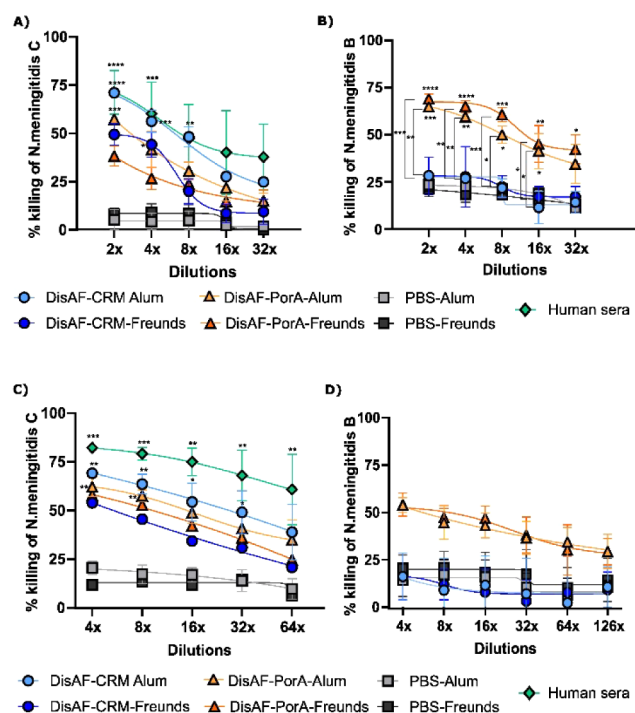 A)
% killing of N.meningitidis C
100
75
50
25
0
2x 4x 8x 16x 32x
Dilutions
**** *** **** *** ** *** *
B)
% killing of N.meningitidis B
100
75
50
25
0
2x 4x 8x 16x 32x
Dilutions
**** **** *** ** * *** ** * * *** ** ** ** *** * * **
DisAF-CRM Alum DisAF-PorA-Alum PBS-Alum Human sera
DisAF-CRM-Freunds DisAF-PorA-Freunds PBS-Freunds
C)
% killing of N.meningitidis C
100
75
50
25
0
4x 8x 16x 32x 64x
Dilutions
*** *** ** ** ** ** ** * * ** **
D)
% killing of N.meningitidis B
100
75
50
25
0
4x 8x 16x 32x 64x 126x
Dilutions
DisAF-CRM Alum DisAF-PorA-Alum PBS-Alum Human sera
DisAF-CRM-Freunds DisAF-PorA-Freunds PBS-Freunds